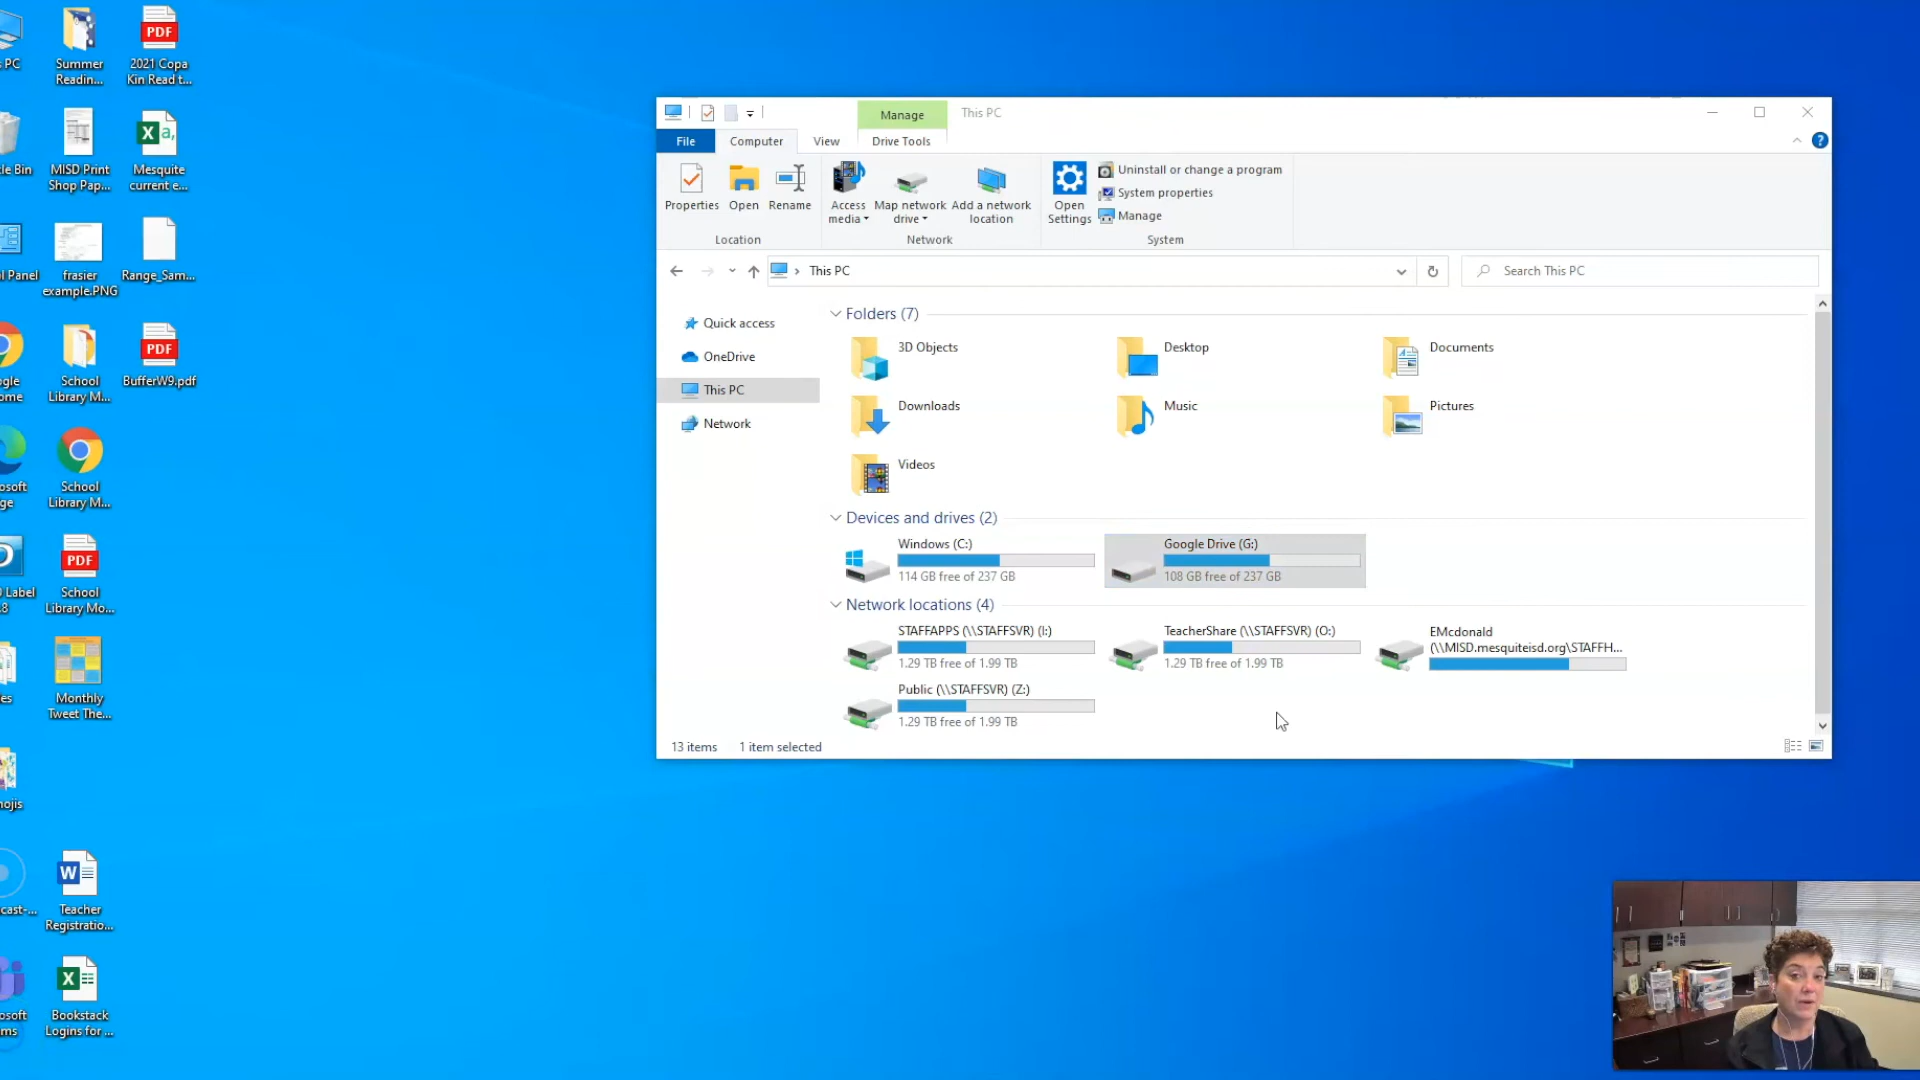 PC
Summer
Readin...
PDF
2021 Copa
Kin Read t...
le Bin
MISD Print
Shop Pap...
X a,
Mesquite
current e...
l Panel
frasier
example.PNG
Range_Sam...
gle
ome
School
Library M...
PDF
BufferW9.pdf
osoft
ge
School
Library M...
Label
8
PDF
School
Library Mo...
es
Monthly
Tweet The...
ojis
cast-...
W
Teacher
Registratio...
osoft
ms
X
Bookstack
Logins for ...
Manage
This PC
File
Computer
View
Drive Tools
?
Properties
Open
Rename
Location
Access
media
Map network
drive
Add a network
location
Network
Open
Settings
Uninstall or change a program
System properties
Manage
System
This PC
Search This PC
Quick access
OneDrive
This PC
Network
Folders (7)
3D Objects
Desktop
Documents
Downloads
Music
Pictures
Videos
Devices and drives (2)
Windows (C:)
114 GB free of 237 GB
Google Drive (G:)
108 GB free of 237 GB
Network locations (4)
STAFFAPPS (\\STAFFSVR) (I:)
1.29 TB free of 1.99 TB
TeacherShare (\\STAFFSVR) (O:)
1.29 TB free of 1.99 TB
EMcdonald
(\\MISD.mesquiteisd.org\STAFFH...
Public (\\STAFFSVR) (Z:)
1.29 TB free of 1.99 TB
13 items
1 item selected